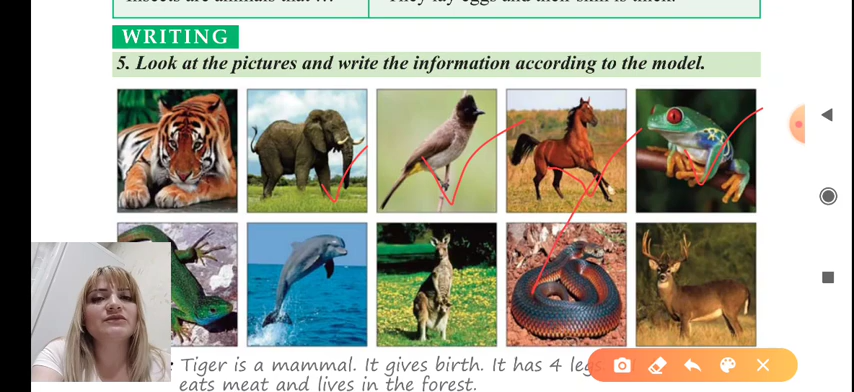 Insects are animals that ...
They lay eggs and their skin is thick.
WRITING
5. Look at the pictures and write the information according to the model.
: Tiger is a mammal. It gives birth. It has 4 legs
eats meat and lives in the forest.